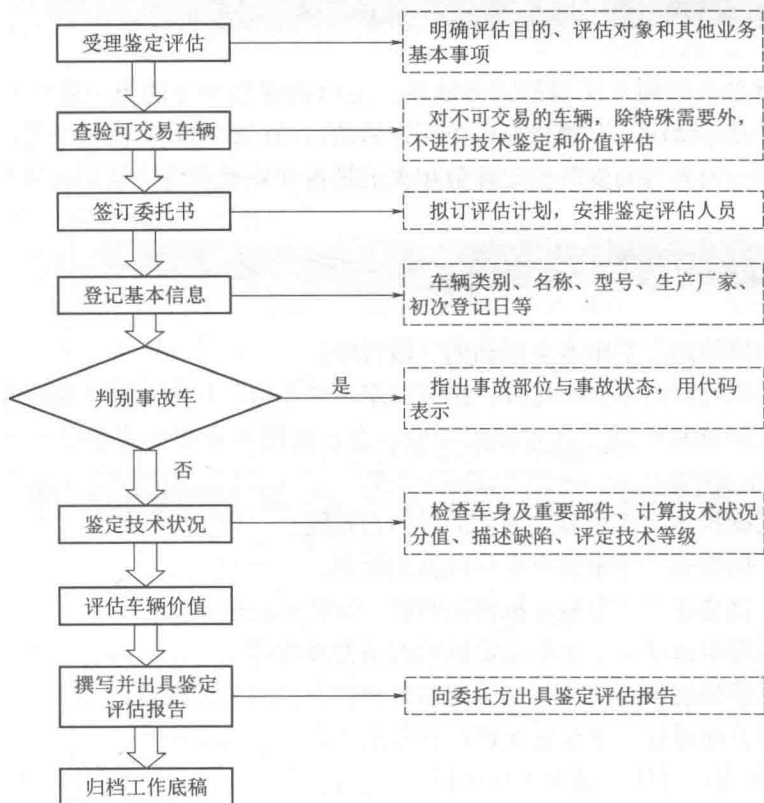 受理鉴定评估
明确评估目的、评估对象和其他业务
基本事项
查验可交易车辆
对不可交易的车辆，除特殊需要外，
不进行技术鉴定和价值评估
签订委托书
拟订评估计划，安排鉴定评估人员
登记基本信息
车辆类别、名称、型号、生产厂家、
初次登记日等
判别事故车
是
指出事故部位与事故状态，用代码
表示
否
鉴定技术状况
检查车身及重要部件、计算技术状况
分值、描述缺陷、评定技术等级
评估车辆价值
撰写并出具鉴定
评估报告
向委托方出具鉴定评估报告
归档工作底稿